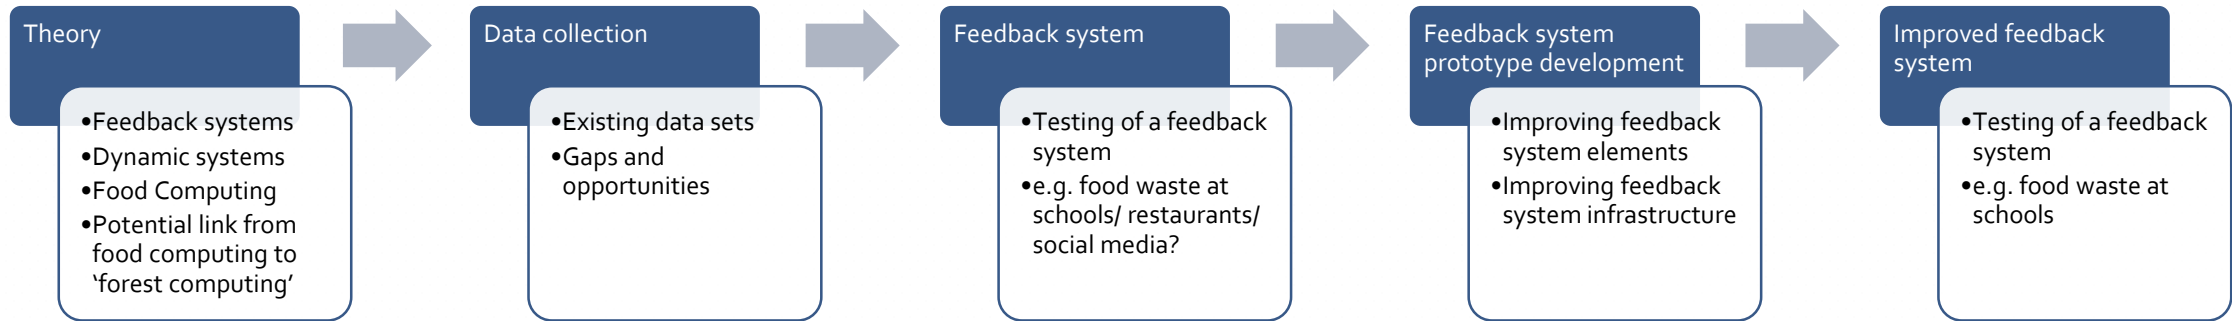 Theory
•Feedback systems
•Dynamic systems
•Food Computing
•Potential link from
food computing to
‘forest computing’
Data collection
•Existing data sets
•Gaps and
opportunities
Feedback system
•Testing of a feedback
system
•e.g. food waste at
schools/ restaurants/
social media?
Feedback system
prototype development
•Improving feedback
system elements
•Improving feedback
system infrastructure
Improved feedback
system
•Testing of a feedback
system
•e.g. food waste at
schools